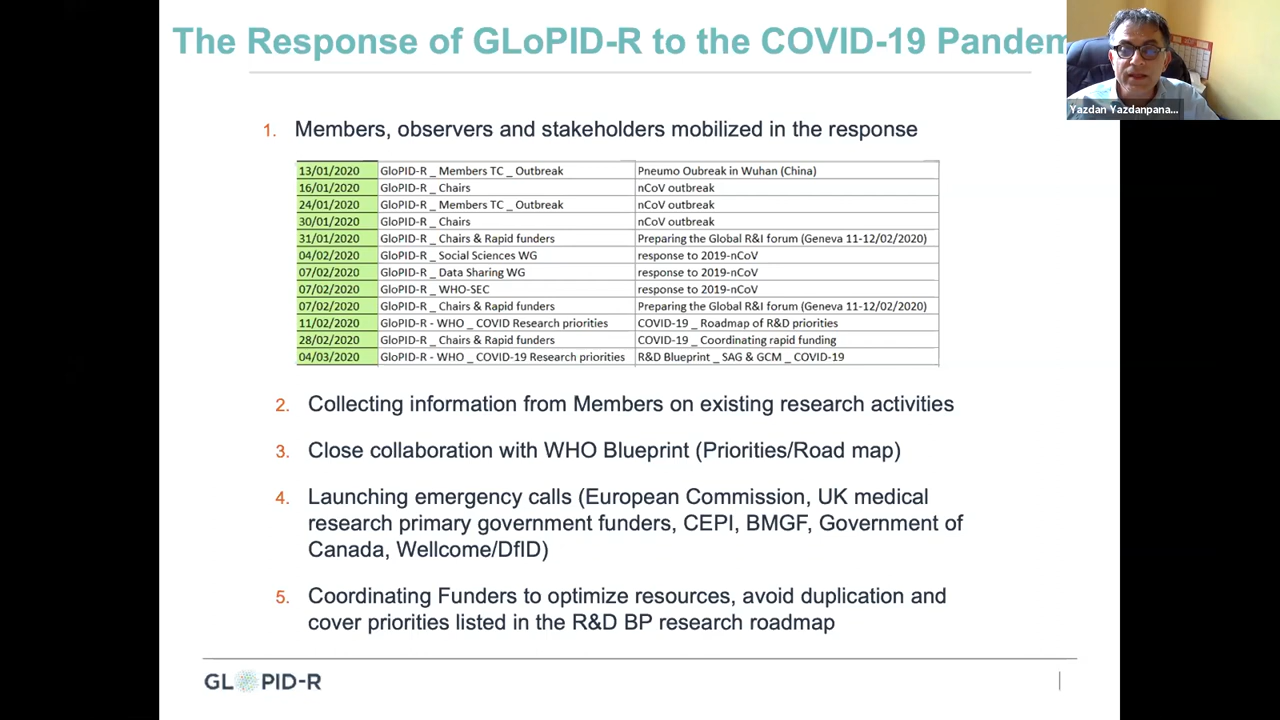 The Response of GLoPID-R to the COVID-19 Pandem
Yazdan Yazdanpana...
1. Members, observers and stakeholders mobilized in the response
13/01/2020 GloPID-R _ Members TC _ Outbreak Pneumo Oubreak in Wuhan (China)
16/01/2020 GloPID-R _ Chairs nCoV outbreak
24/01/2020 GloPID-R _ Members TC _ Outbreak nCoV outbreak
30/01/2020 GloPID-R _ Chairs nCoV outbreak
31/01/2020 GloPID-R _ Chairs & Rapid funders Preparing the Global R&I forum (Geneva 11-12/02/2020)
04/02/2020 GloPID-R _ Social Sciences WG response to 2019-nCoV
07/02/2020 GloPID-R _ Data Sharing WG response to 2019-nCoV
07/02/2020 GloPID-R _ WHO-SEC response to 2019-nCoV
07/02/2020 GloPID-R _ Chairs & Rapid funders Preparing the Global R&I forum (Geneva 11-12/02/2020)
11/02/2020 GloPID-R - WHO _ COVID Research priorities COVID-19 _ Roadmap of R&D priorities
28/02/2020 GloPID-R _ Chairs & Rapid funders COVID-19 _ Coordinating rapid funding
04/03/2020 GloPID-R - WHO _ COVID-19 Research priorities R&D Blueprint _ SAG & GCM _ COVID-19
2. Collecting information from Members on existing research activities
3. Close collaboration with WHO Blueprint (Priorities/Road map)
4. Launching emergency calls (European Commission, UK medical
research primary government funders, CEPI, BMGF, Government of
Canada, Wellcome/DfID)
5. Coordinating Funders to optimize resources, avoid duplication and
cover priorities listed in the R&D BP research roadmap
GLOPID-R